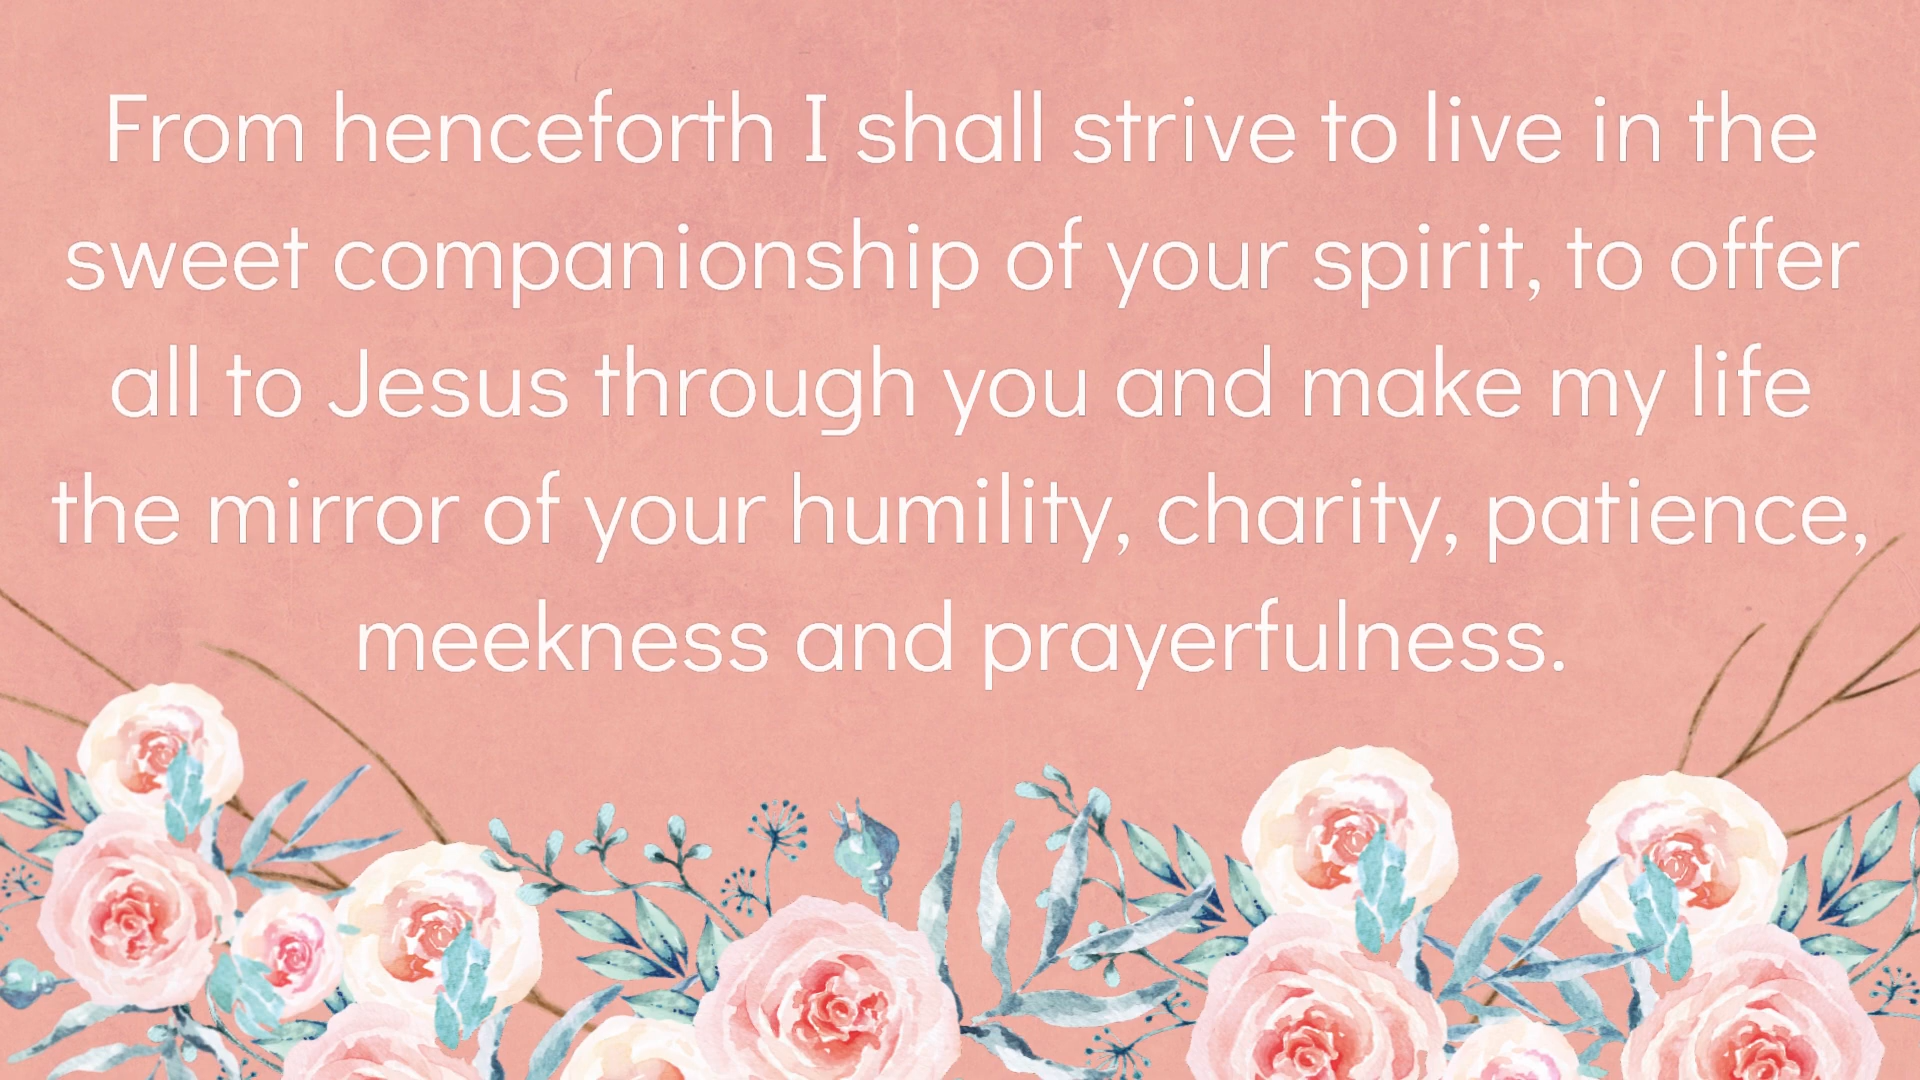 From henceforth I shall strive to live in the
sweet companionship of your spirit, to offer
all to Jesus through you and make my life
the mirror of your humility, charity, patience,
meekness and prayerfulness.